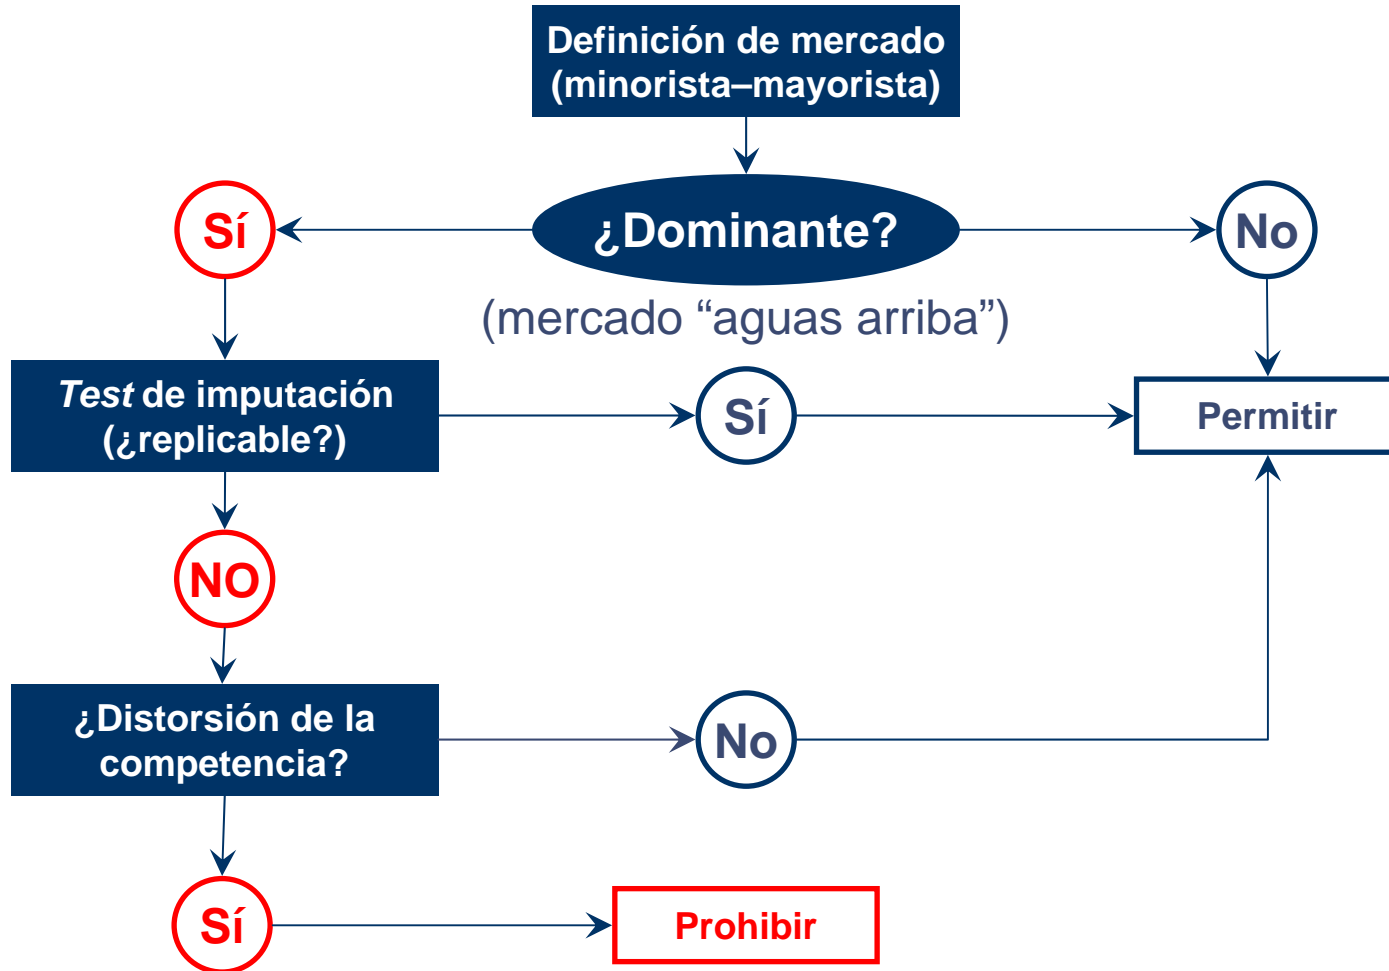 Definición de mercado
(minorista–mayorista)
Sí
¿Dominante?
No
(mercado “aguas arriba”)
Test de imputación
(¿replicable?)
Sí
Permitir
NO
¿Distorsión de la
competencia?
No
Sí
Prohibir